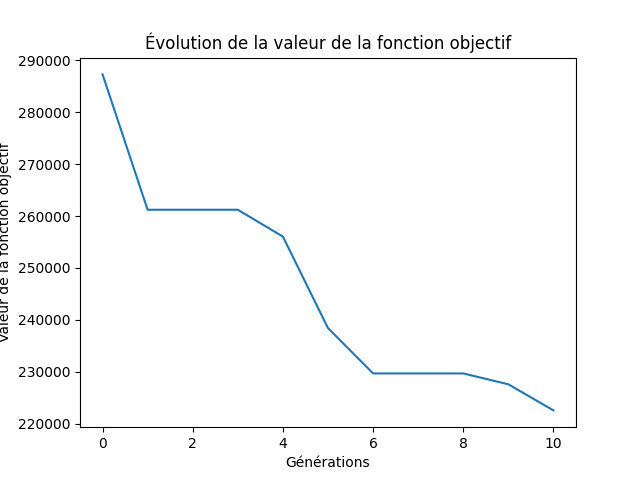 Évolution de la valeur de la fonction objectif
290000
280000
270000
260000
250000
240000
230000
220000
Valeur de la fonction objectif
0 2 4 6 8 10
Générations